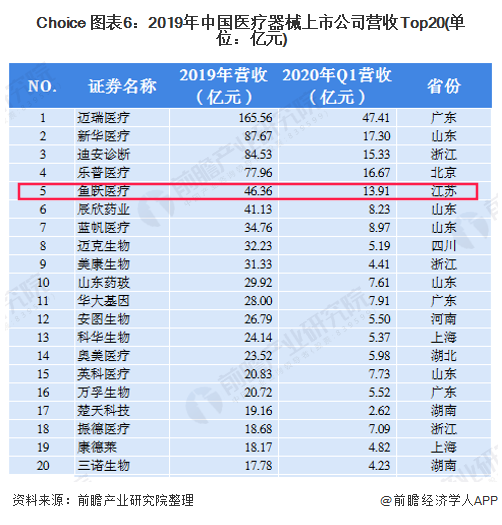 Choice 图表6：2019年中国医疗器械上市公司营收Top20(单
位：亿元)
NO. 证券名称 2019年营收（亿元） 2020年Q1营收（亿元） 省份
1 迈瑞医疗 165.56 47.41 广东
2 新华医疗 87.67 17.30 山东
3 迪安诊断 84.53 15.33 浙江
4 乐普医疗 77.96 16.67 北京
5 鱼跃医疗 46.36 13.91 江苏
6 辰欣药业 41.13 8.23 山东
7 蓝帆医疗 34.76 8.97 山东
8 迈克生物 32.23 5.19 四川
9 美康生物 31.33 4.41 浙江
10 山东药玻 29.92 7.61 山东
11 华大基因 28.00 7.91 广东
12 安图生物 26.79 5.50 河南
13 科华生物 24.14 5.37 上海
14 奥美医疗 23.52 5.98 湖北
15 英科医疗 20.83 7.73 山东
16 万孚生物 20.72 5.52 广东
17 楚天科技 19.16 2.62 湖南
18 振德医疗 18.68 7.09 浙江
19 康德莱 18.17 4.82 上海
20 三诺生物 17.78 4.23 湖南
资料来源：前瞻产业研究院整理 @前瞻经济学人APP